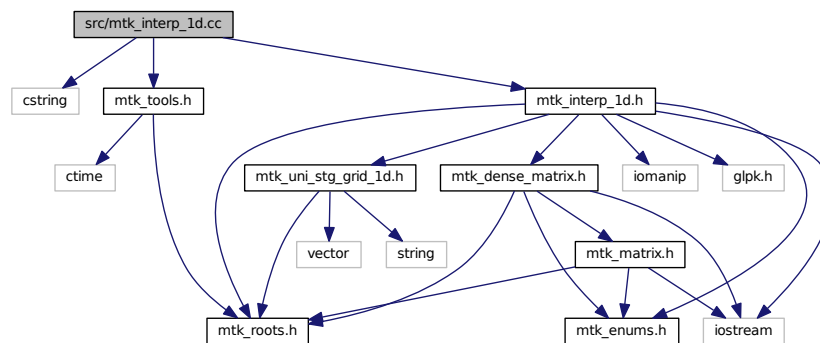 src/mtk_interp_1d.cc
cstring
mtk_tools.h
mtk_interp_1d.h
ctime
mtk_uni_stg_grid_1d.h
mtk_dense_matrix.h
iomanip
glpk.h
vector
string
mtk_matrix.h
mtk_roots.h
mtk_enums.h
iostream